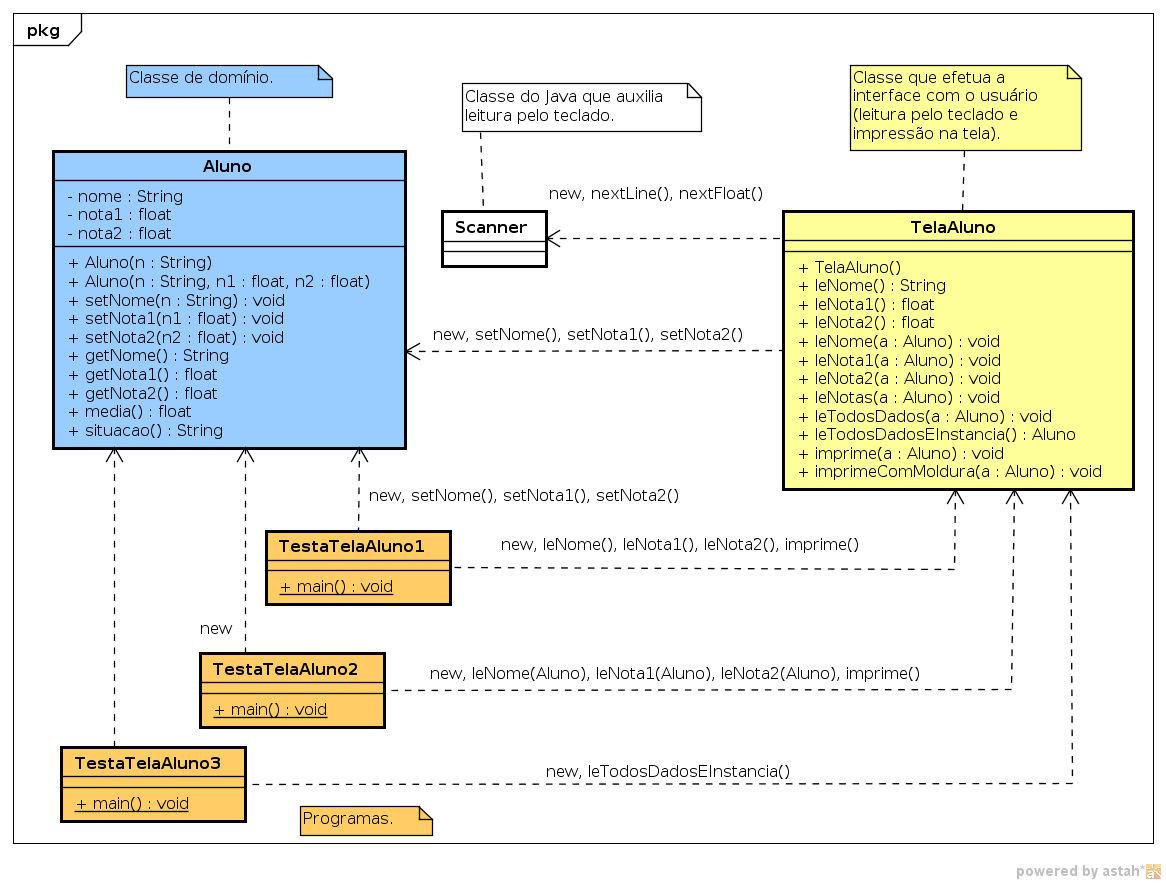 pkg
Classe de domínio.
Classe do Java que auxilia
leitura pelo teclado.
Classe que efetua a
interface com o usuário
(leitura pelo teclado e
impressão na tela).
Aluno
- nome : String
- nota1 : float
- nota2 : float
+ Aluno(n : String)
+ Aluno(n : String, n1 : float, n2 : float)
+ setNome(n : String) : void
+ setNota1(n1 : float) : void
+ setNota2(n2 : float) : void
+ getNome() : String
+ getNota1() : float
+ getNota2() : float
+ media() : float
+ situacao() : String
new, nextLine(), nextFloat()
Scanner
new, setNome(), setNota1(), setNota2()
TelaAluno
+ TelaAluno()
+ leNome() : String
+ leNota1() : float
+ leNota2() : float
+ leNome(a : Aluno) : void
+ leNota1(a : Aluno) : void
+ leNota2(a : Aluno) : void
+ leNotas(a : Aluno) : void
+ leTodosDados(a : Aluno) : void
+ leTodosDadosEInstancia() : Aluno
+ imprime(a : Aluno) : void
+ imprimeComMoldura(a : Aluno) : void
new, setNome(), setNota1(), setNota2()
TestaTelaAluno1
+ main() : void
new, leNome(), leNota1(), leNota2(), imprime()
new
TestaTelaAluno2
+ main() : void
new, leNome(Aluno), leNota1(Aluno), leNota2(Aluno), imprime()
TestaTelaAluno3
+ main() : void
new, leTodosDadosEInstancia()
Programas.
powered by astah*